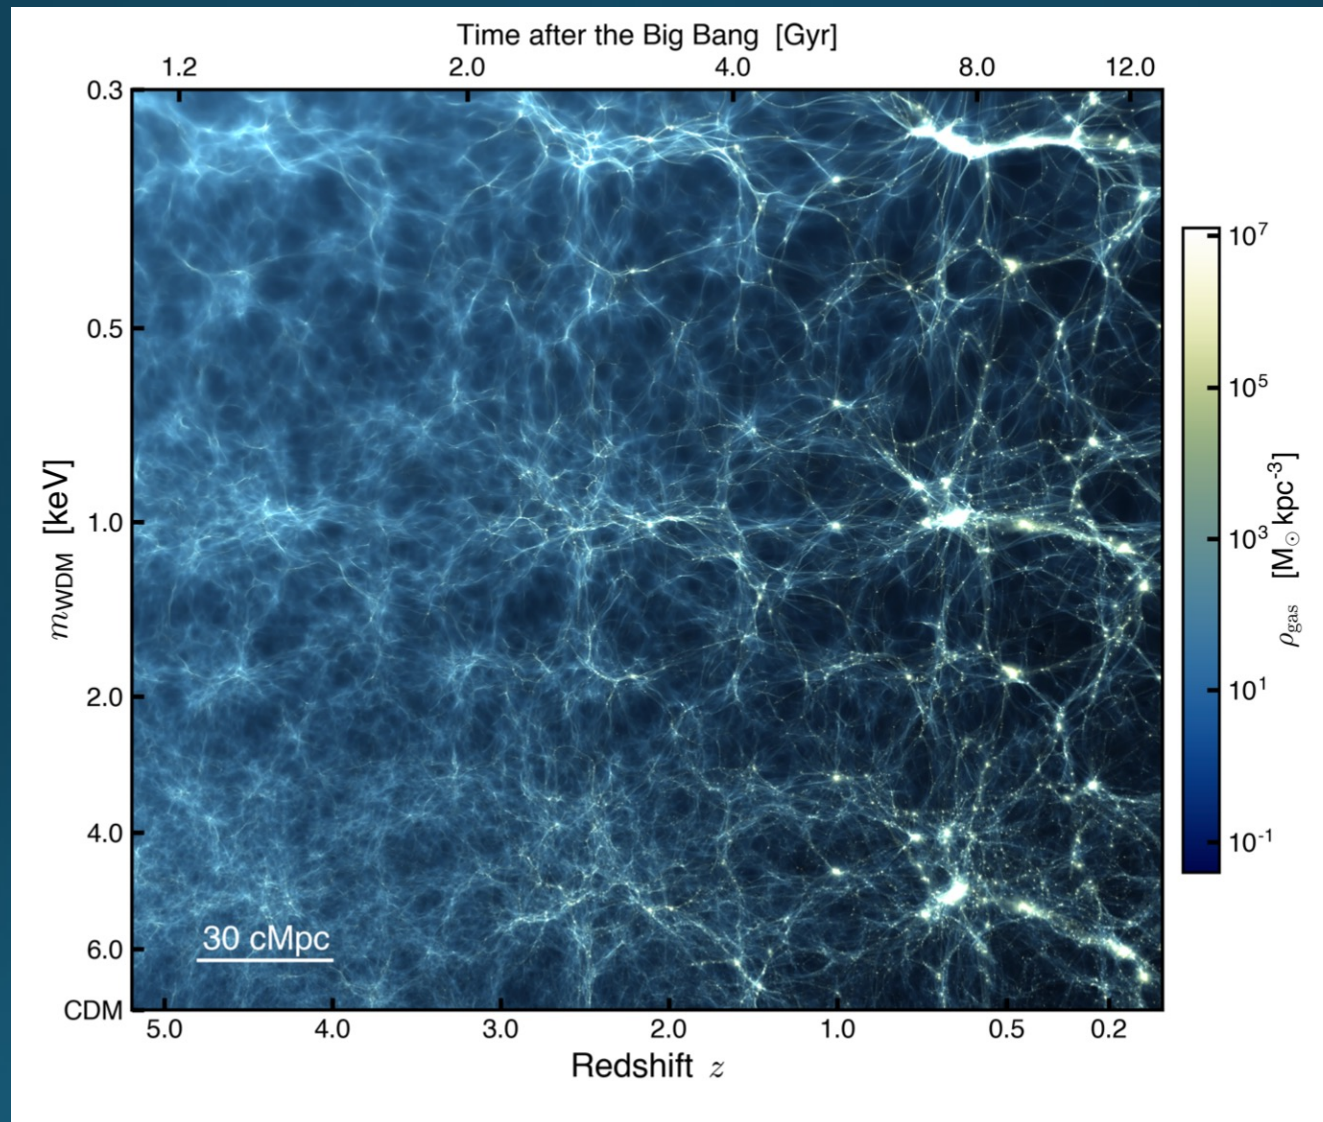 Time after the Big Bang [Gyr]
1.2 2.0 4.0 8.0 12.0
0.3
0.5
1.0
2.0
4.0
6.0
CDM
m_WDM [keV]
30 cMpc
5.0 4.0 3.0 2.0 1.0 0.5 0.2
Redshift z
10^7
10^5
10^3
10^1
10^-1
ρ_gas [M_☉ kpc^-3]